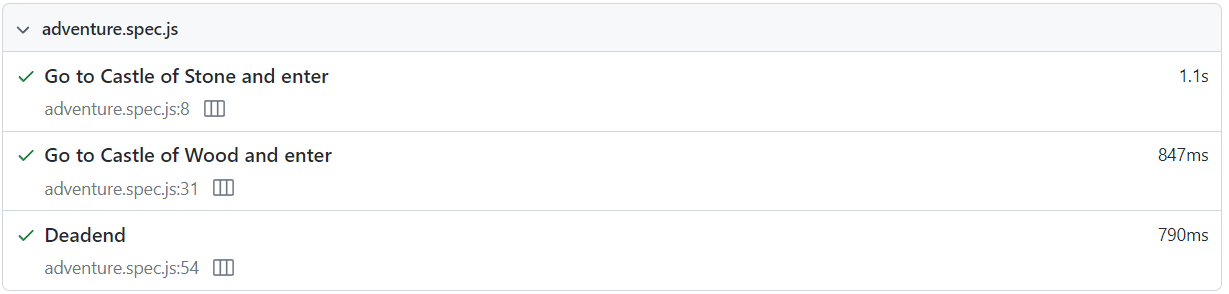 adventure.spec.js
Go to Castle of Stone and enter 1.1s
adventure.spec.js:8
Go to Castle of Wood and enter 847ms
adventure.spec.js:31
Deadend 790ms
adventure.spec.js:54